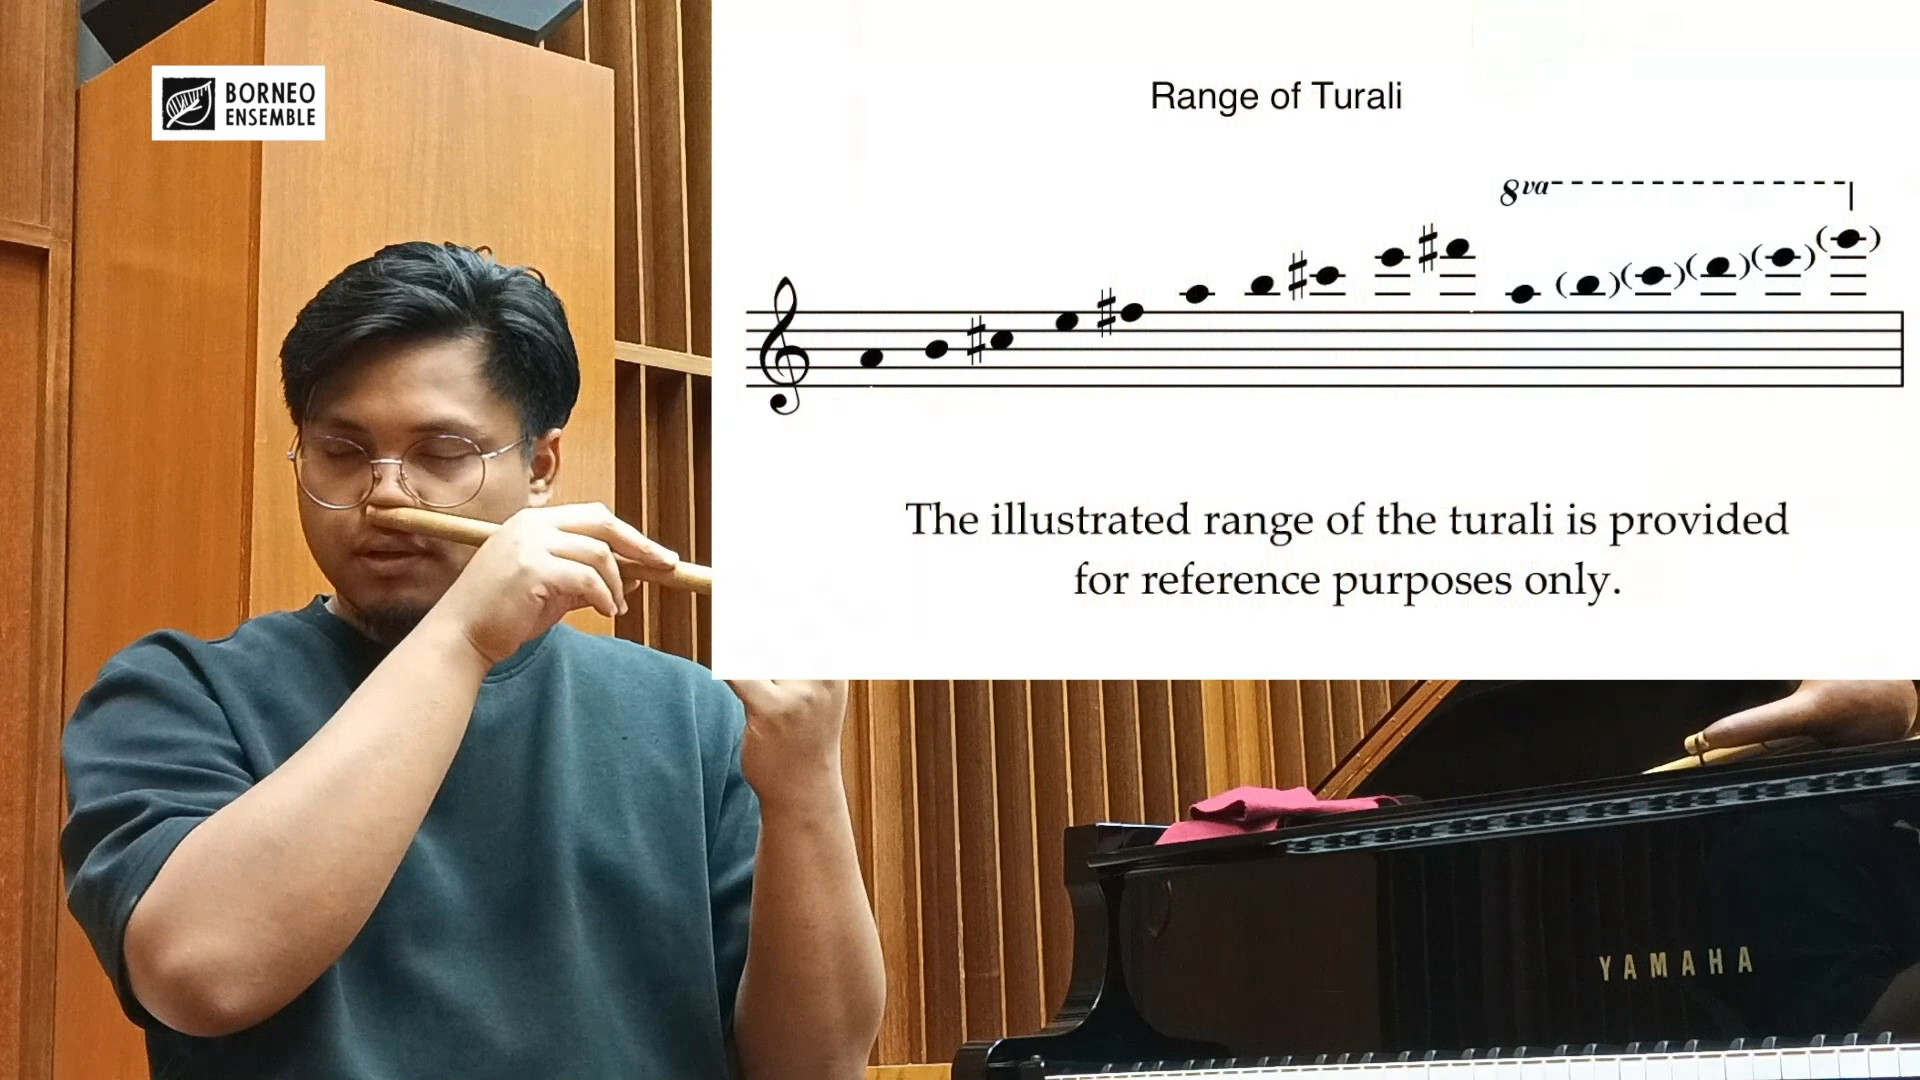 BORNEO
ENSEMBLE
Range of Turali
8va
The illustrated range of the turali is provided
for reference purposes only.
YAMAHA